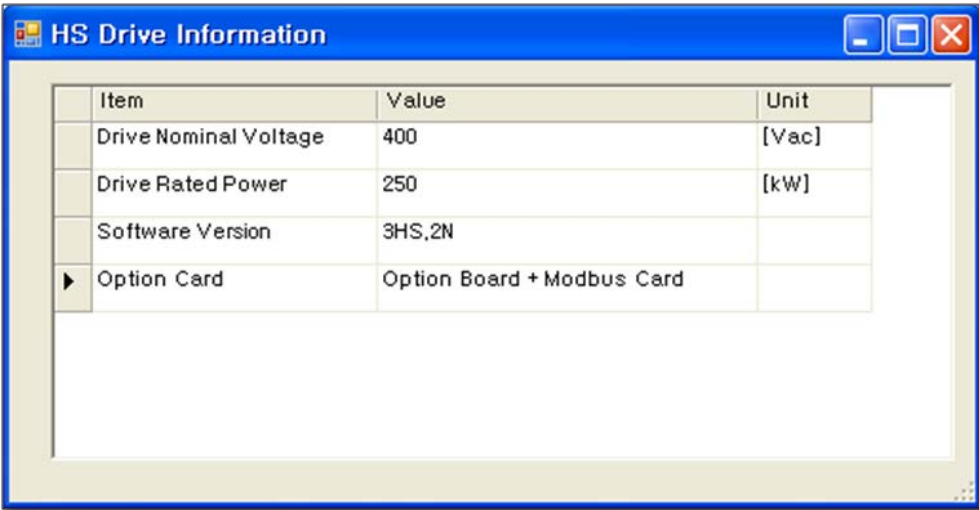 HS Drive Information
Item Value Unit
Drive Nominal Voltage 400 [Vac]
Drive Rated Power 250 [kW]
Software Version 3HS,2N
Option Card Option Board + Modbus Card